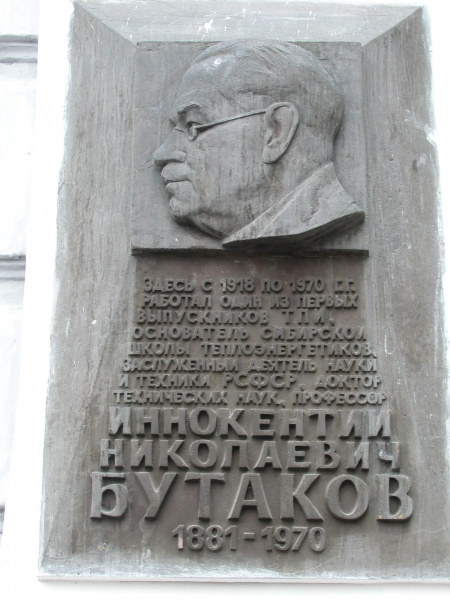 ЗДЕСЬ С 1918 ПО 1970 Г.Г.
РАБОТАЛ ОДИН ИЗ ПЕРВЫХ
ВЫПУСКНИКОВ ТПИ.
ОСНОВАТЕЛЬ СИБИРСКОЙ
ШКОЛЫ ТЕПЛОЭНЕРГЕТИКОВ,
ЗАСЛУЖЕННЫЙ ДЕЯТЕЛЬ НАУКИ
И ТЕХНИКИ РСФСР, ДОКТОР
ТЕХНИЧЕСКИХ НАУК, ПРОФЕССОР
ИННОКЕНТИЙ
НИКОЛАЕВИЧ
БУТАКОВ
1881-1970